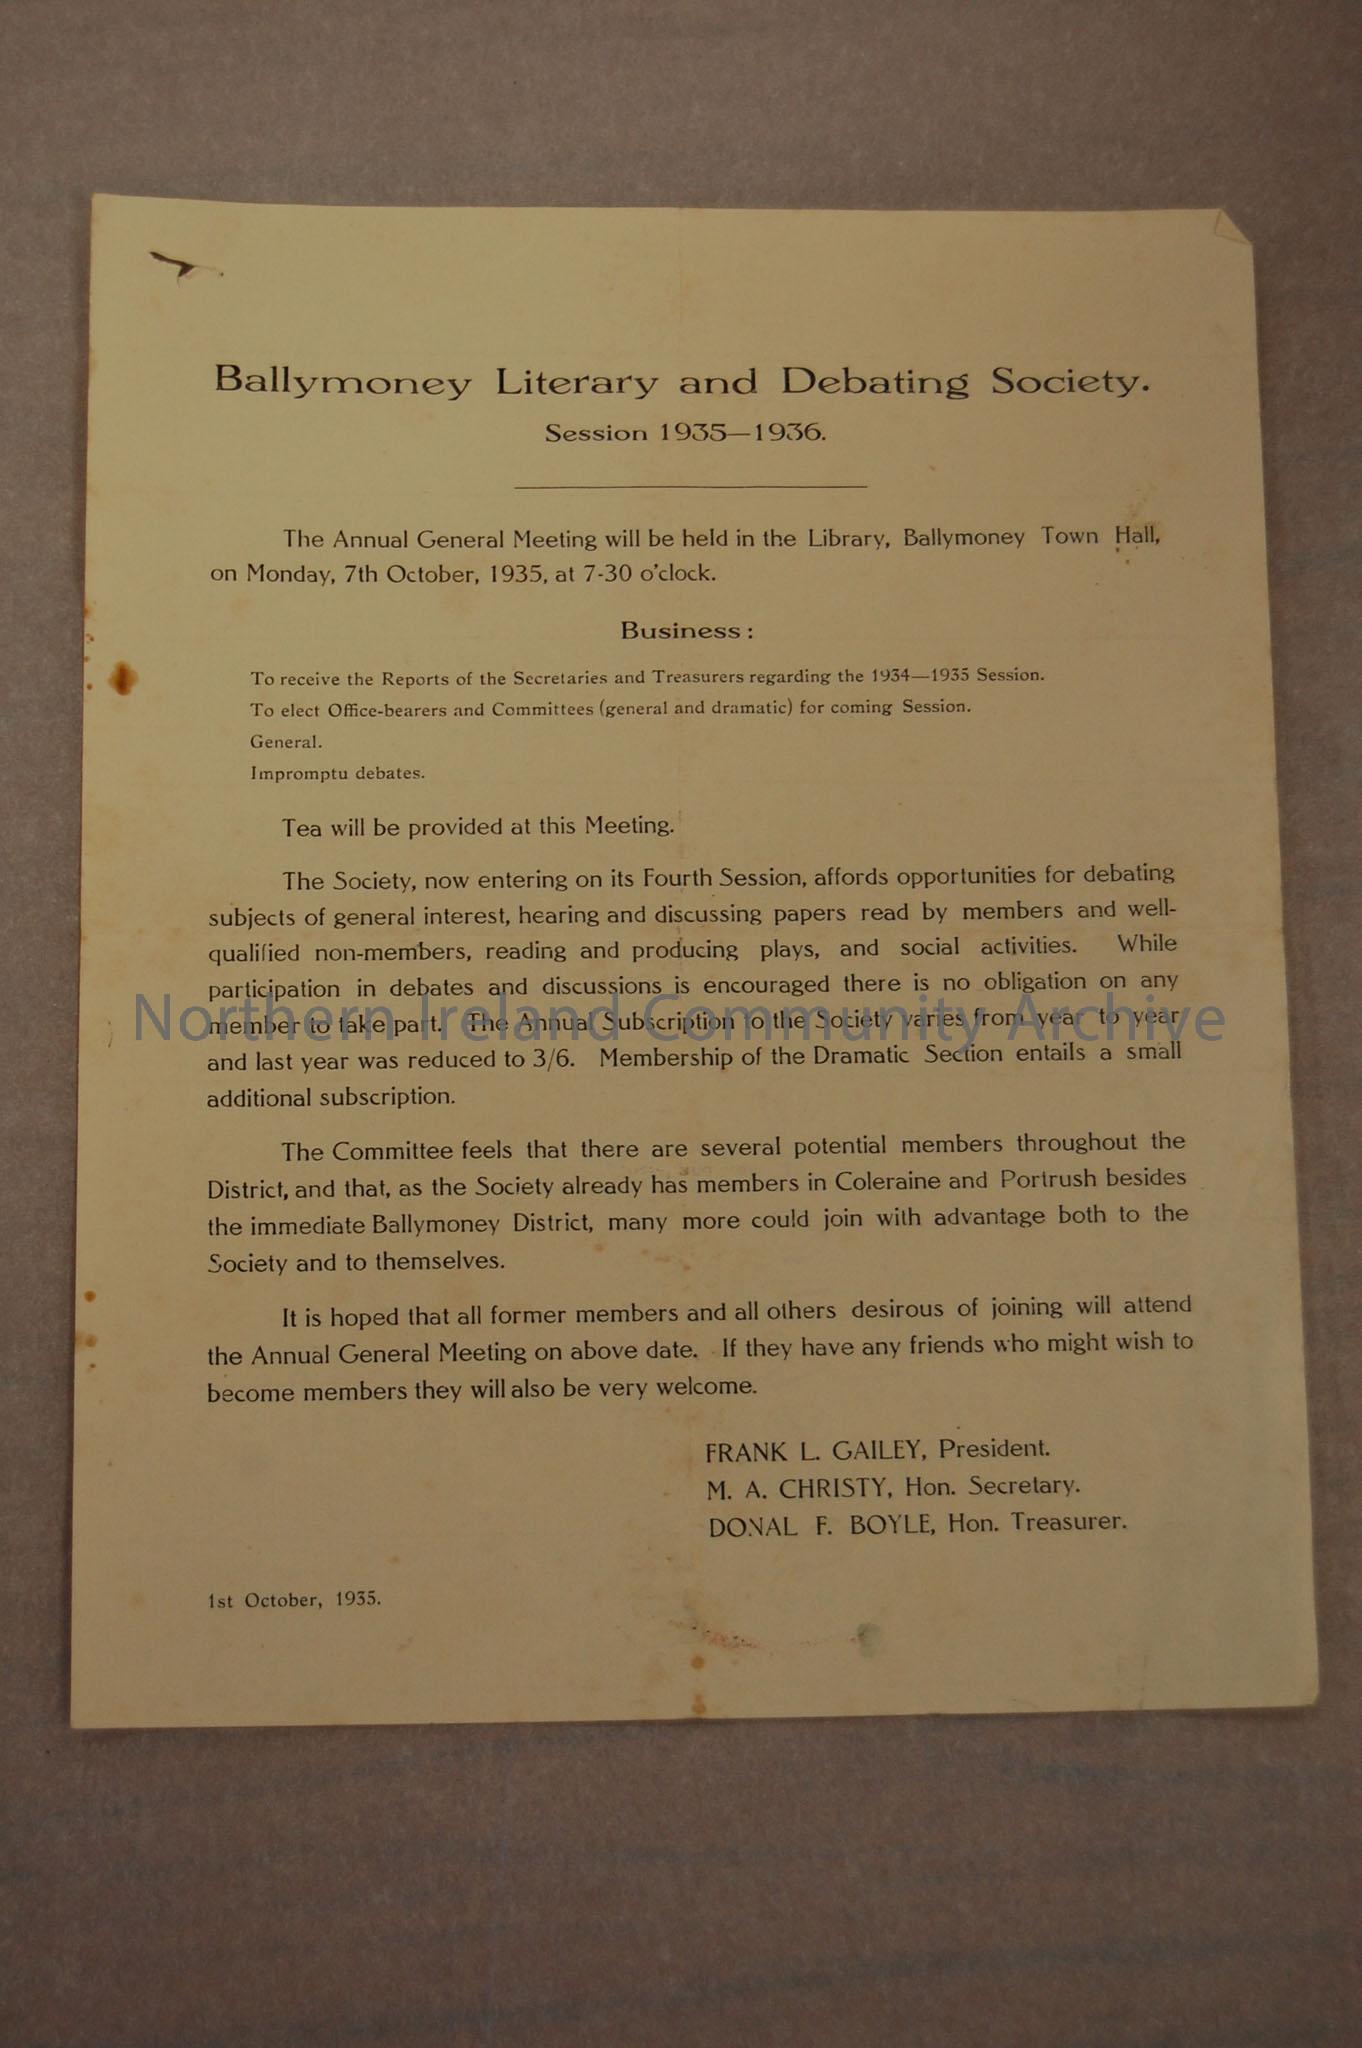 Ballymoney Literary and Debating Society.
Session 1935—1936.
The Annual General Meeting will be held in the Library, Ballymoney Town Hall,
on Monday, 7th October, 1935, at 7-30 o'clock.
Business :
To receive the Reports of the Secretaries and Treasurers regarding the 1934—1935 Session.
To elect Office-bearers and Committees (general and dramatic) for coming Session.
General.
Impromptu debates.
Tea will be provided at this Meeting.
The Society, now entering on its Fourth Session, affords opportunities for debating
subjects of general interest, hearing and discussing papers read by members and well-
qualified non-members, reading and producing plays, and social activities. While
participation in debates and discussions is encouraged there is no obligation on any
member to take part. The Annual Subscription to the Society varies from year to year
Northern Ireland Community Archive
and last year was reduced to 3/6. Membership of the Dramatic Section entails a small
additional subscription.
The Committee feels that there are several potential members throughout the
District, and that, as the Society already has members in Coleraine and Portrush besides
the immediate Ballymoney District, many more could join with advantage both to the
Society and to themselves.
It is hoped that all former members and all others desirous of joining will attend
the Annual General Meeting on above date. If they have any friends who might wish to
become members they will also be very welcome.
FRANK L. GAILEY, President.
M. A. CHRISTY, Hon. Secretary.
DONAL F. BOYLE, Hon. Treasurer.
1st October, 1935.